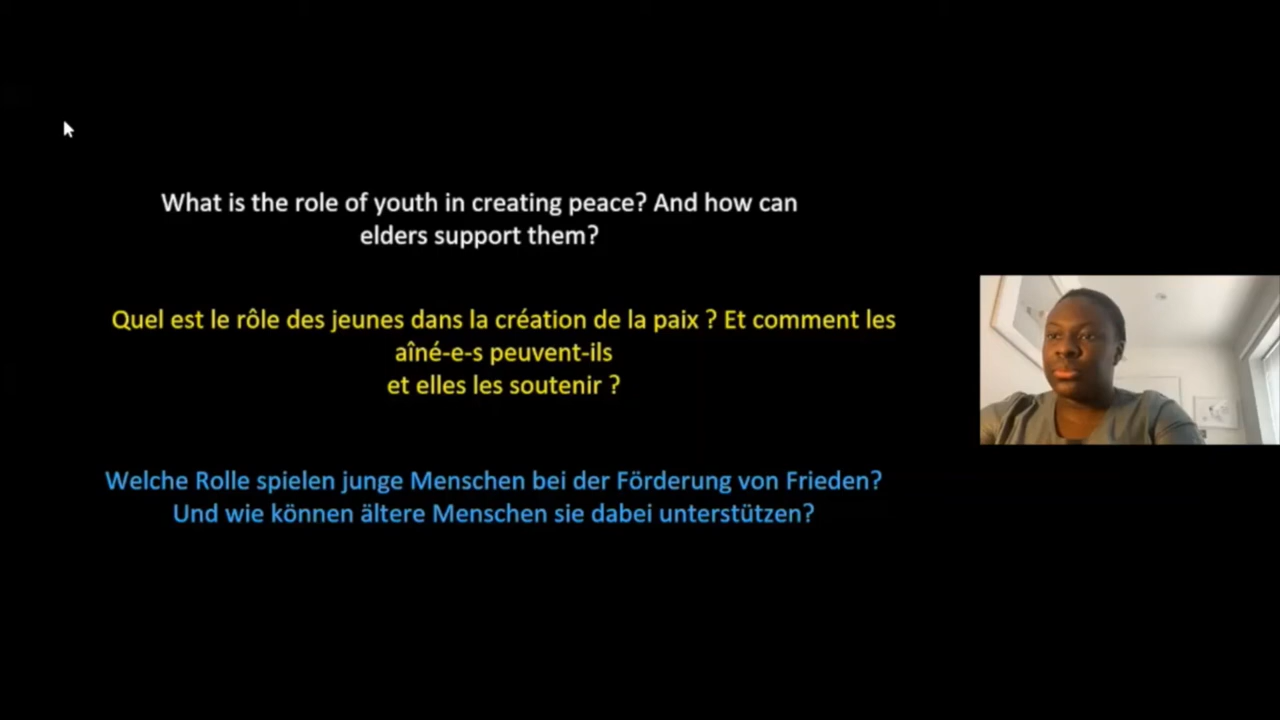 What is the role of youth in creating peace? And how can
elders support them?
Quel est le rôle des jeunes dans la création de la paix ? Et comment les
aîné-e-s peuvent-ils
et elles les soutenir ?
Welche Rolle spielen junge Menschen bei der Förderung von Frieden?
Und wie können ältere Menschen sie dabei unterstützen?